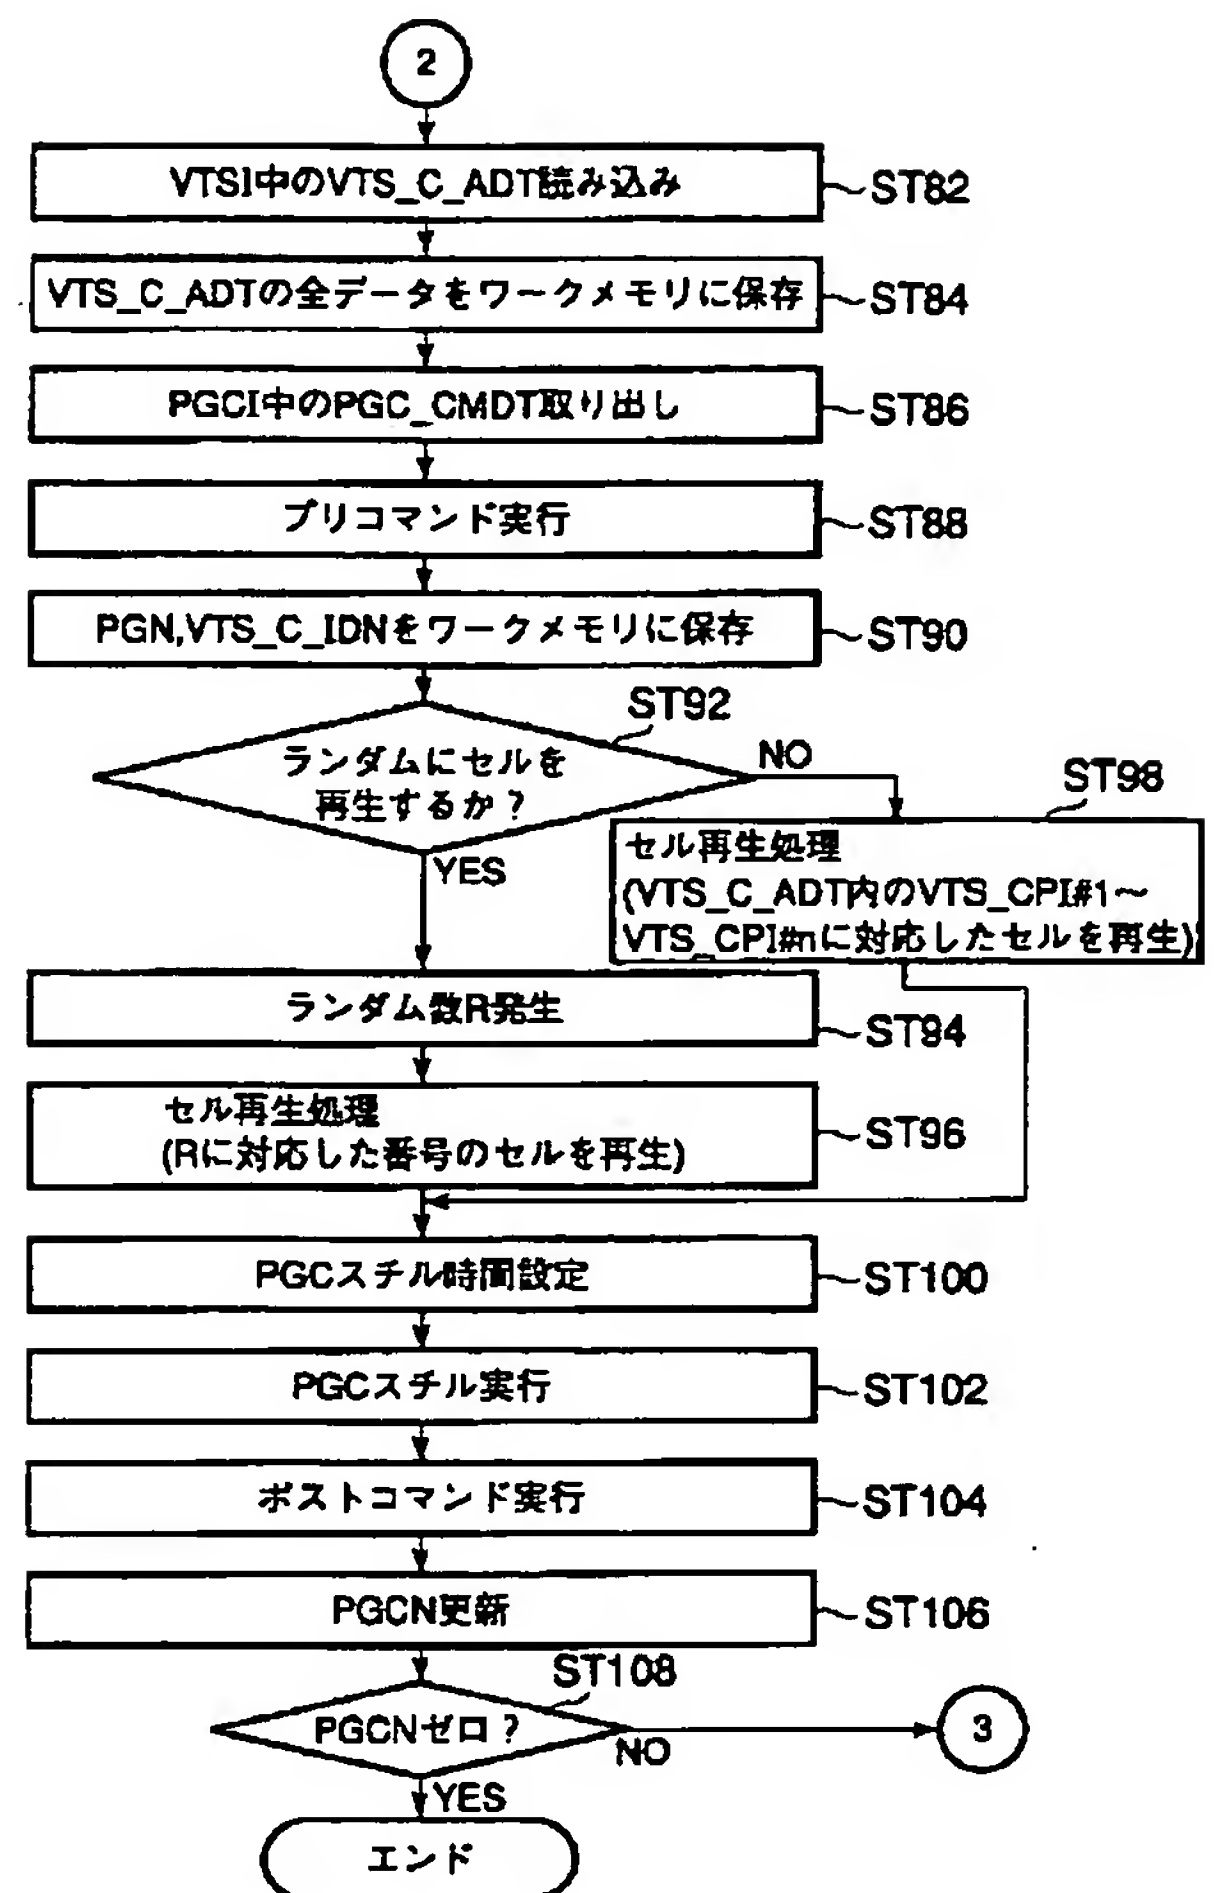 2
VTSI中のVTS_C_ADT読み込み
ST82
VTS_C_ADTの全データをワークメモリに保存
ST84
PGCI中のPGC_CMDT取り出し
ST86
プリコマンド実行
ST88
PGN,VTS_C_IDNをワークメモリに保存
ST90
ST92
ランダムにセルを
再生するか？
NO
YES
ST98
セル再生処理
(VTS_C_ADT内のVTS_CPI#1〜
VTS_CPI#nに対応したセルを再生)
ランダム数R発生
ST94
セル再生処理
(Rに対応した番号のセルを再生)
ST96
PGCスチル時間設定
ST100
PGCスチル実行
ST102
ポストコマンド実行
ST104
PGCN更新
ST106
ST108
PGCNゼロ？
NO
3
YES
エンド